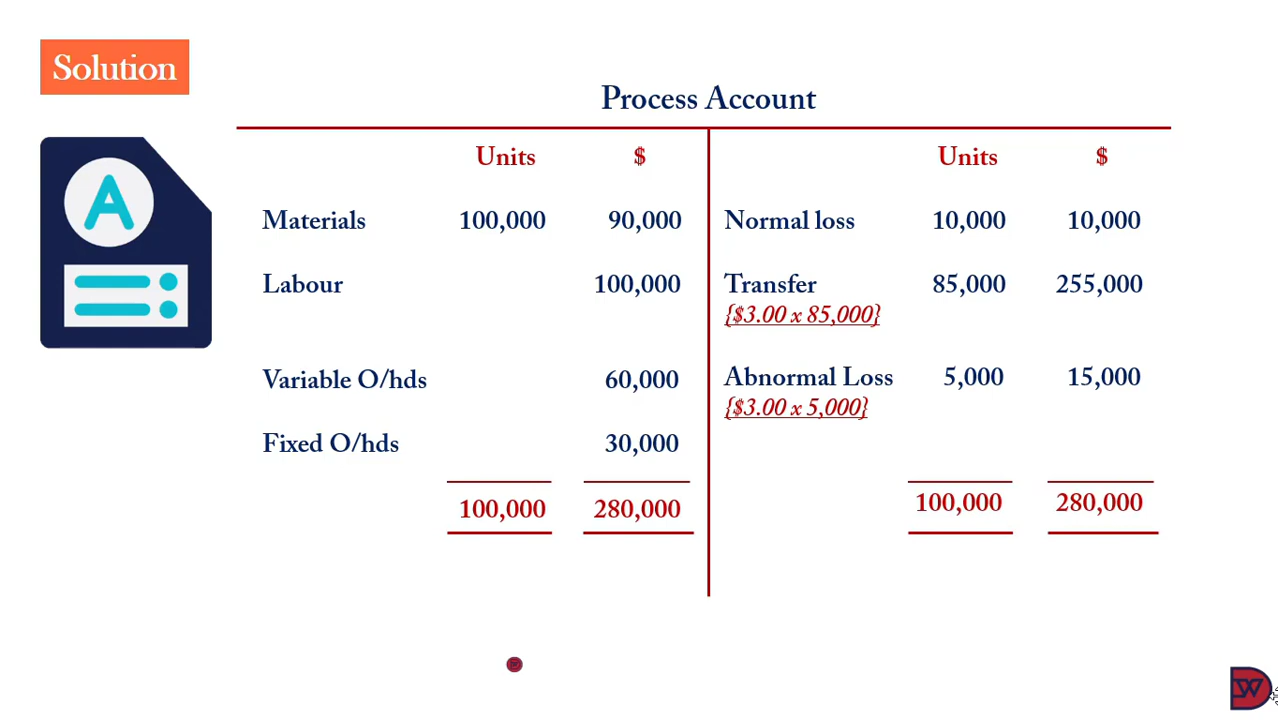 Solution
Process Account
Units $ Units $
Materials 100,000 90,000 Normal loss 10,000 10,000
Labour 100,000 Transfer 85,000 255,000
{$3.00 x 85,000}
Variable O/hds 60,000 Abnormal Loss 5,000 15,000
{$3.00 x 5,000}
Fixed O/hds 30,000
100,000 280,000 100,000 280,000
A
DW